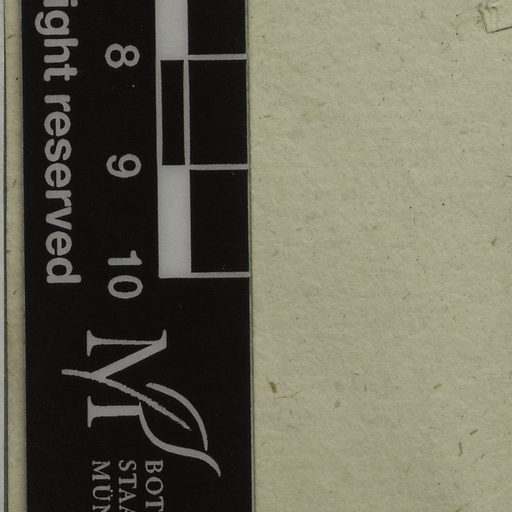 ight reserved
8
9
10
M
BOT
STAA
MÜN